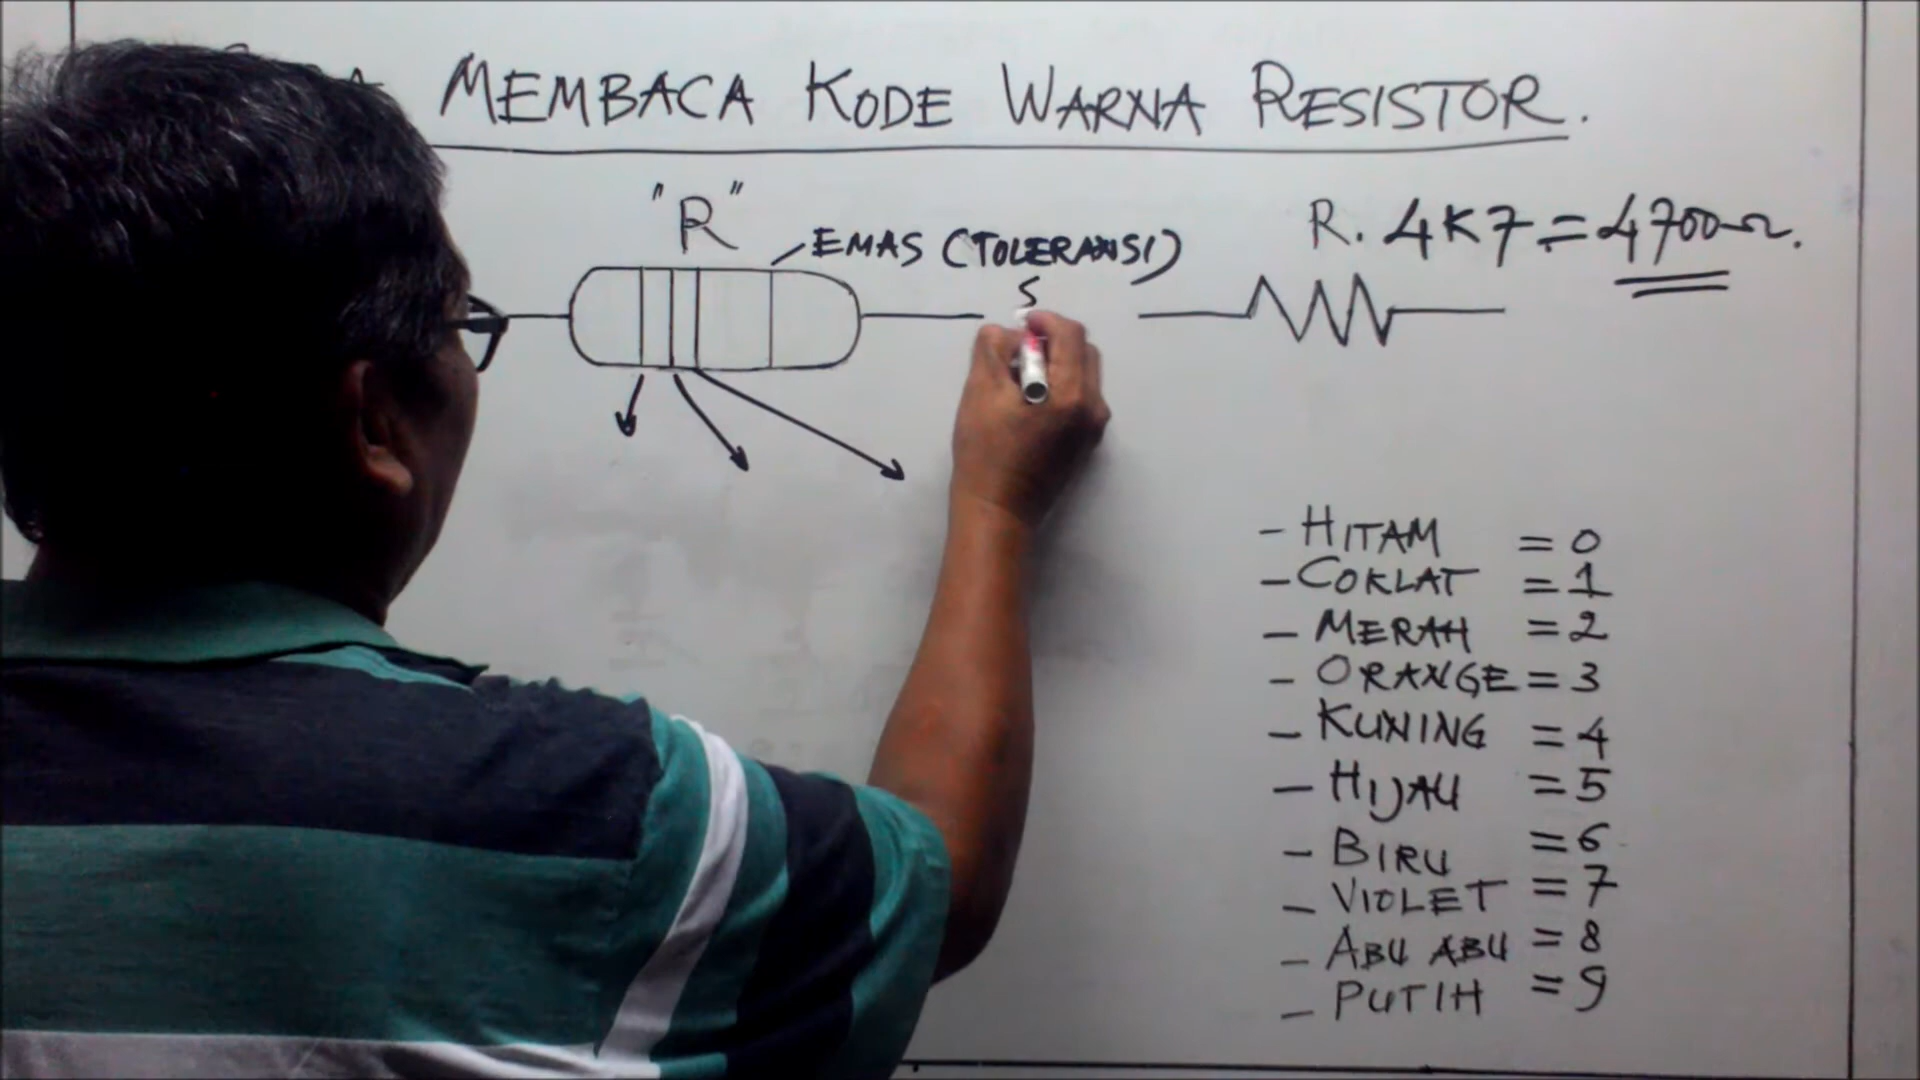 MEMBACA KODE WARNA RESISTOR.
"R"
EMAS (TOLERANSI)
R. 4K7 = 4700Ω.
- HITAM = 0
- COKLAT = 1
- MERAH = 2
- ORANGE = 3
- KUNING = 4
- HIJAU = 5
- BIRU = 6
- VIOLET = 7
- ABU ABU = 8
- PUTIH = 9